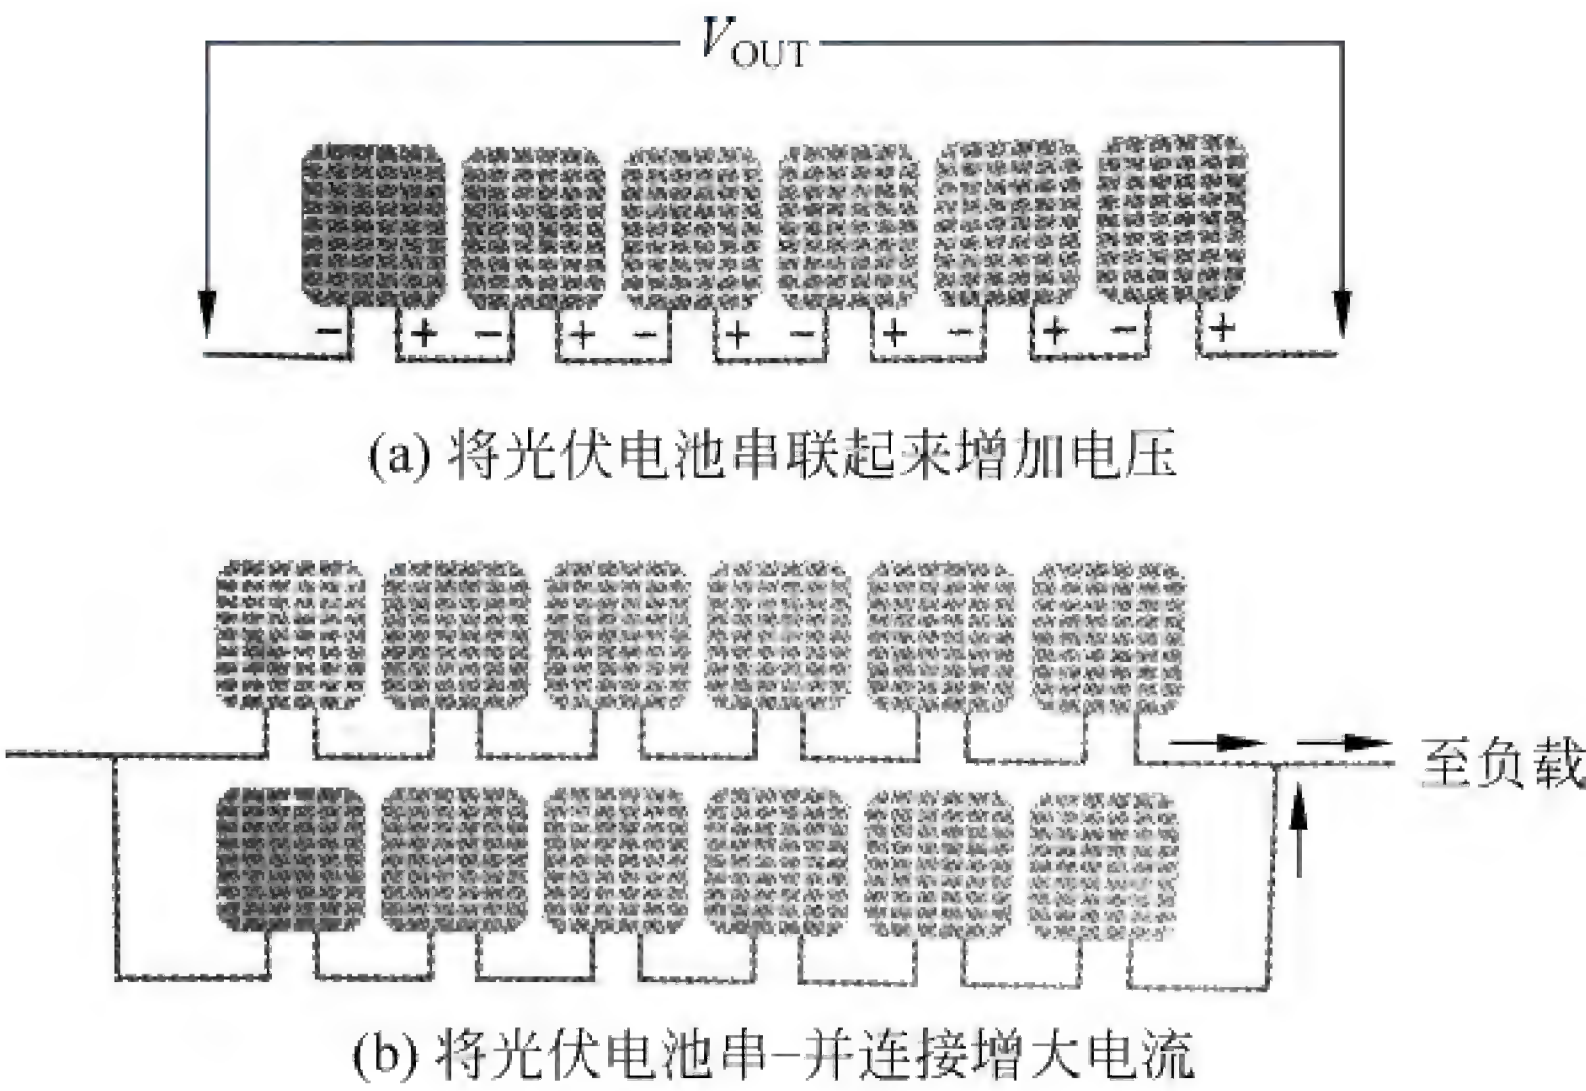 V_OUT
− + − + − + − + − + − +
(a) 将光伏电池串联起来增加电压
至负载
(b) 将光伏电池串–并连接增大电流